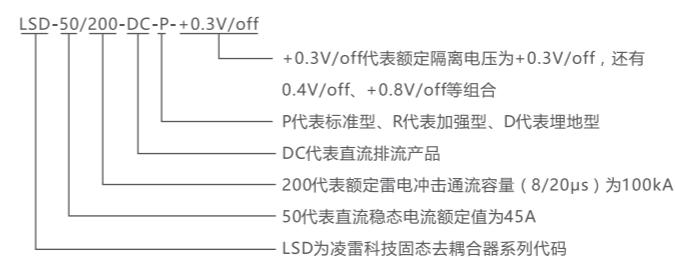 LSD-50/200-DC-P-+0.3V/off
+0.3V/off代表额定隔离电压为+0.3V/off，还有
0.4V/off、+0.8V/off等组合
P代表标准型、R代表加强型、D代表埋地型
DC代表直流排流产品
200代表额定雷电冲击通流容量（8/20μs）为100kA
50代表直流稳态电流额定值为45A
LSD为凌雷科技固态去耦合器系列代码